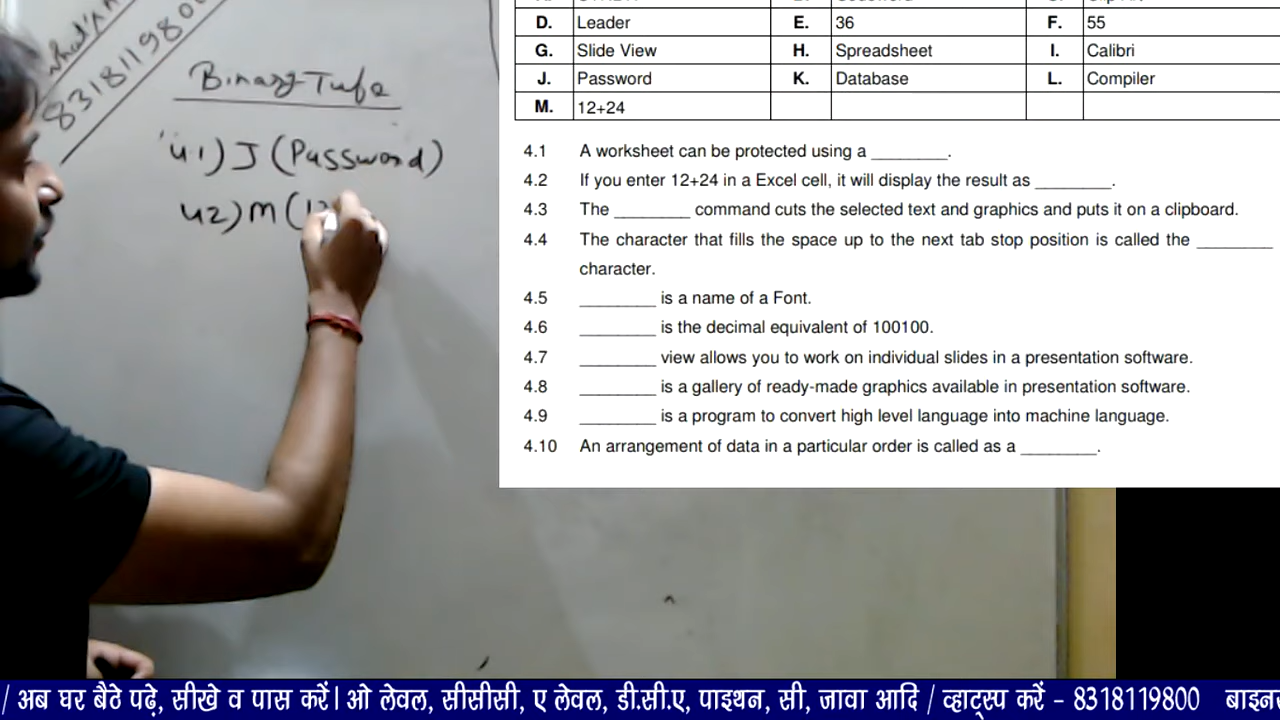 what's
8318119800
Binary Tufe
4.1) J (Password)
42) M (12
D. Leader E. 36 F. 55
G. Slide View H. Spreadsheet I. Calibri
J. Password K. Database L. Compiler
M. 12+24
4.1 A worksheet can be protected using a ________.
4.2 If you enter 12+24 in a Excel cell, it will display the result as ________.
4.3 The ________ command cuts the selected text and graphics and puts it on a clipboard.
4.4 The character that fills the space up to the next tab stop position is called the ________
character.
4.5 ________ is a name of a Font.
4.6 ________ is the decimal equivalent of 100100.
4.7 ________ view allows you to work on individual slides in a presentation software.
4.8 ________ is a gallery of ready-made graphics available in presentation software.
4.9 ________ is a program to convert high level language into machine language.
4.10 An arrangement of data in a particular order is called as a ________.
/ अब घर बैठे पढ़े, सीखे व पास करें। ओ लेवल, सीसीसी, ए लेवल, डी.सी.ए, पाइथन, सी, जावा आदि / व्हाट्स्प करें - 8318119800 बाइनर